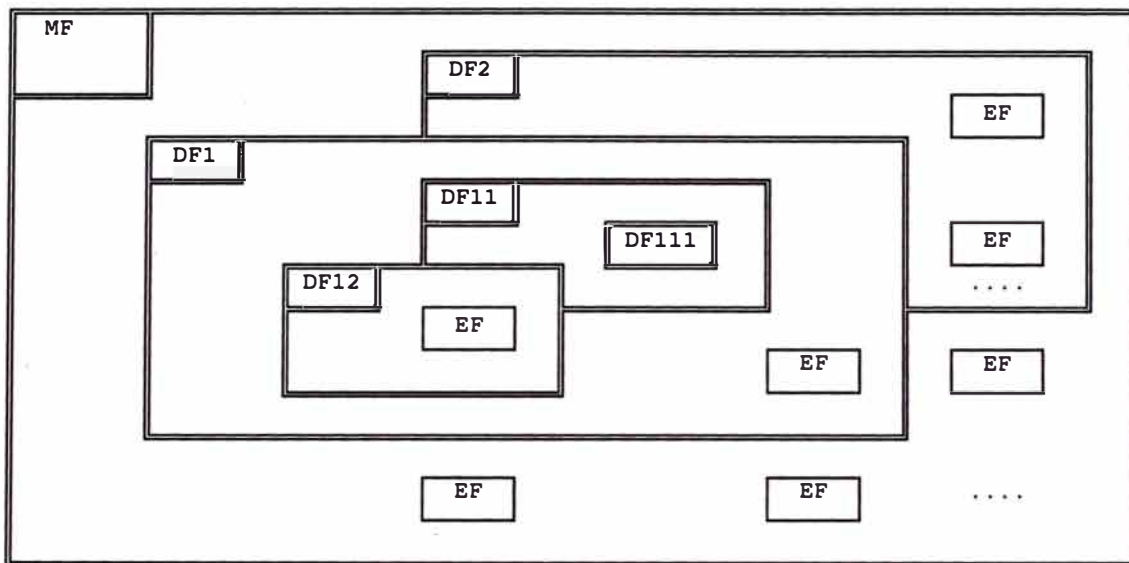 MF
DF2
EF
DF1
DF11
DF111
EF
....
DF12
EF
EF
EF
EF
EF
....